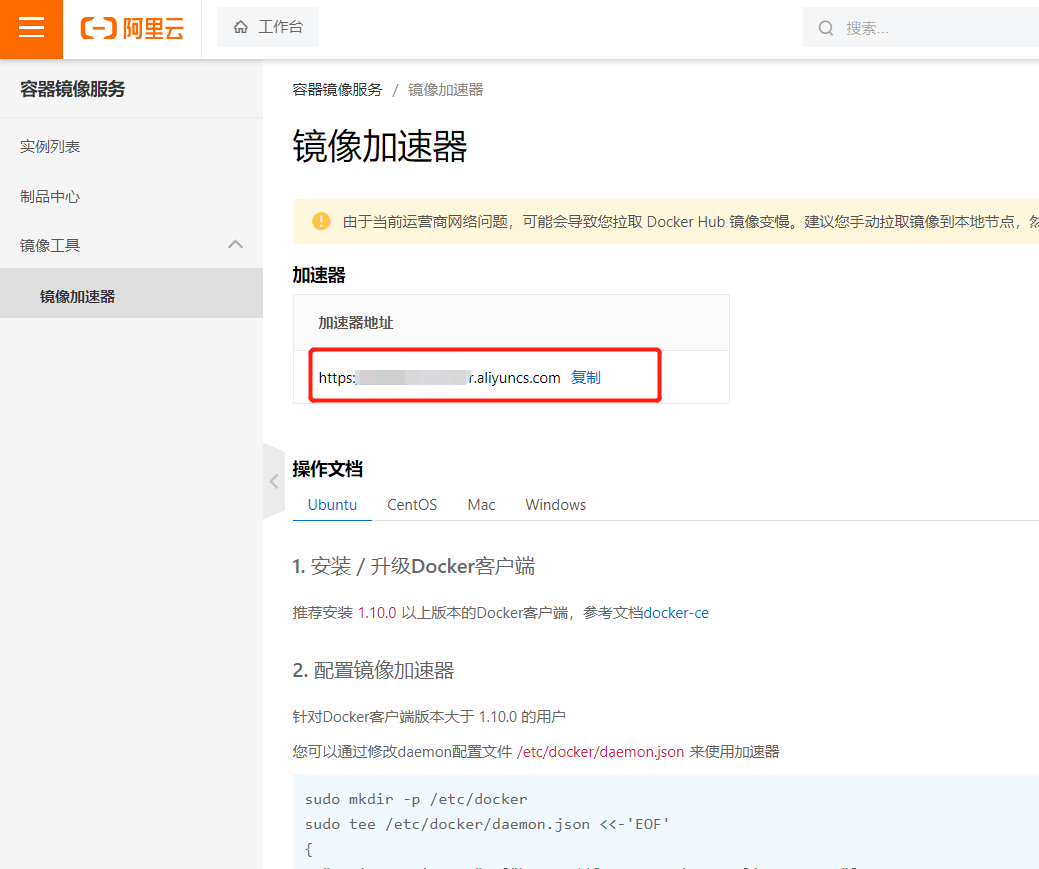 阿里云
工作台
搜索...
容器镜像服务
实例列表
制品中心
镜像工具
镜像加速器
容器镜像服务 / 镜像加速器
镜像加速器
由于当前运营商网络问题，可能会导致您拉取 Docker Hub 镜像变慢。建议您手动拉取镜像到本地节点，然
加速器
加速器地址
https: r.aliyuncs.com 复制
操作文档
Ubuntu CentOS Mac Windows
1. 安装 / 升级Docker客户端
推荐安装 1.10.0 以上版本的Docker客户端，参考文档docker-ce
2. 配置镜像加速器
针对Docker客户端版本大于 1.10.0 的用户
您可以通过修改daemon配置文件 /etc/docker/daemon.json 来使用加速器
sudo mkdir -p /etc/docker
sudo tee /etc/docker/daemon.json <<-'EOF'
{